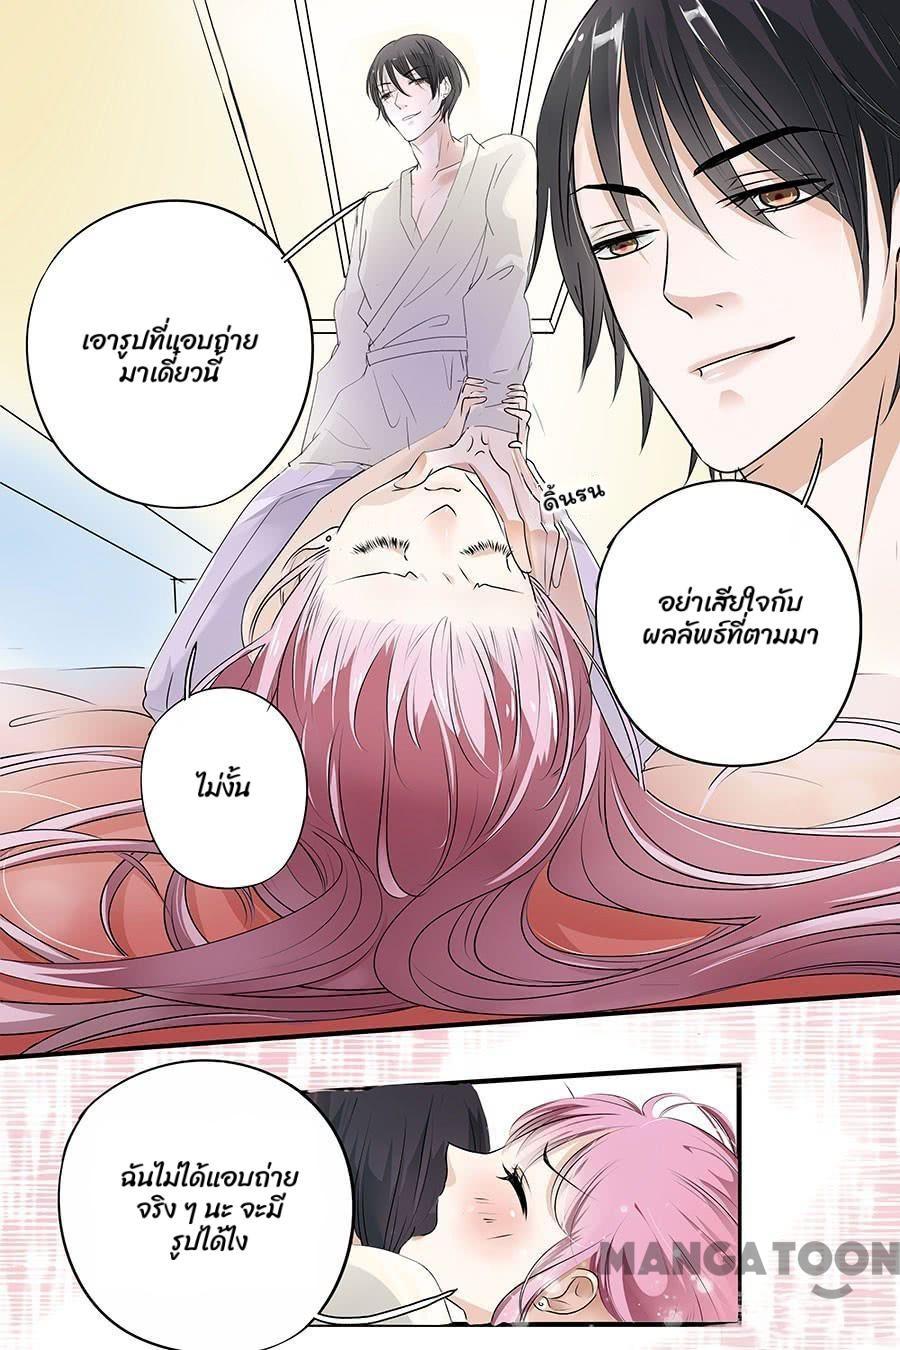 เอารูปที่แอบถ่าย
มาเดี๋ยวนี้
ดิ้นรน
อย่าเสียใจกับ
ผลลัพธ์ที่ตามมา
ไม่งั้น
ฉันไม่ได้แอบถ่าย
จริง ๆ นะ จะมี
รูปได้ไง
MANGATOON